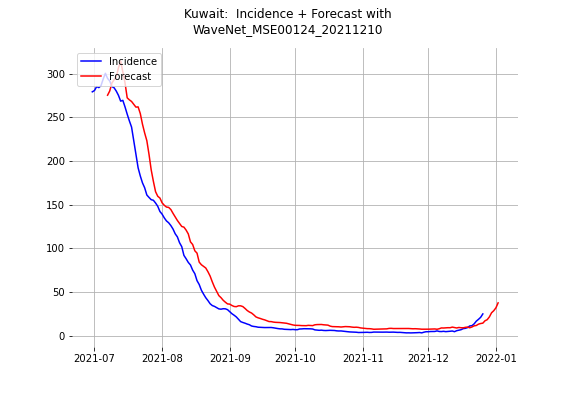 Kuwait:  Incidence + Forecast with
WaveNet_MSE00124_20211210
Incidence
Forecast
300
250
200
150
100
50
0
2021-07 2021-08 2021-09 2021-10 2021-11 2021-12 2022-01